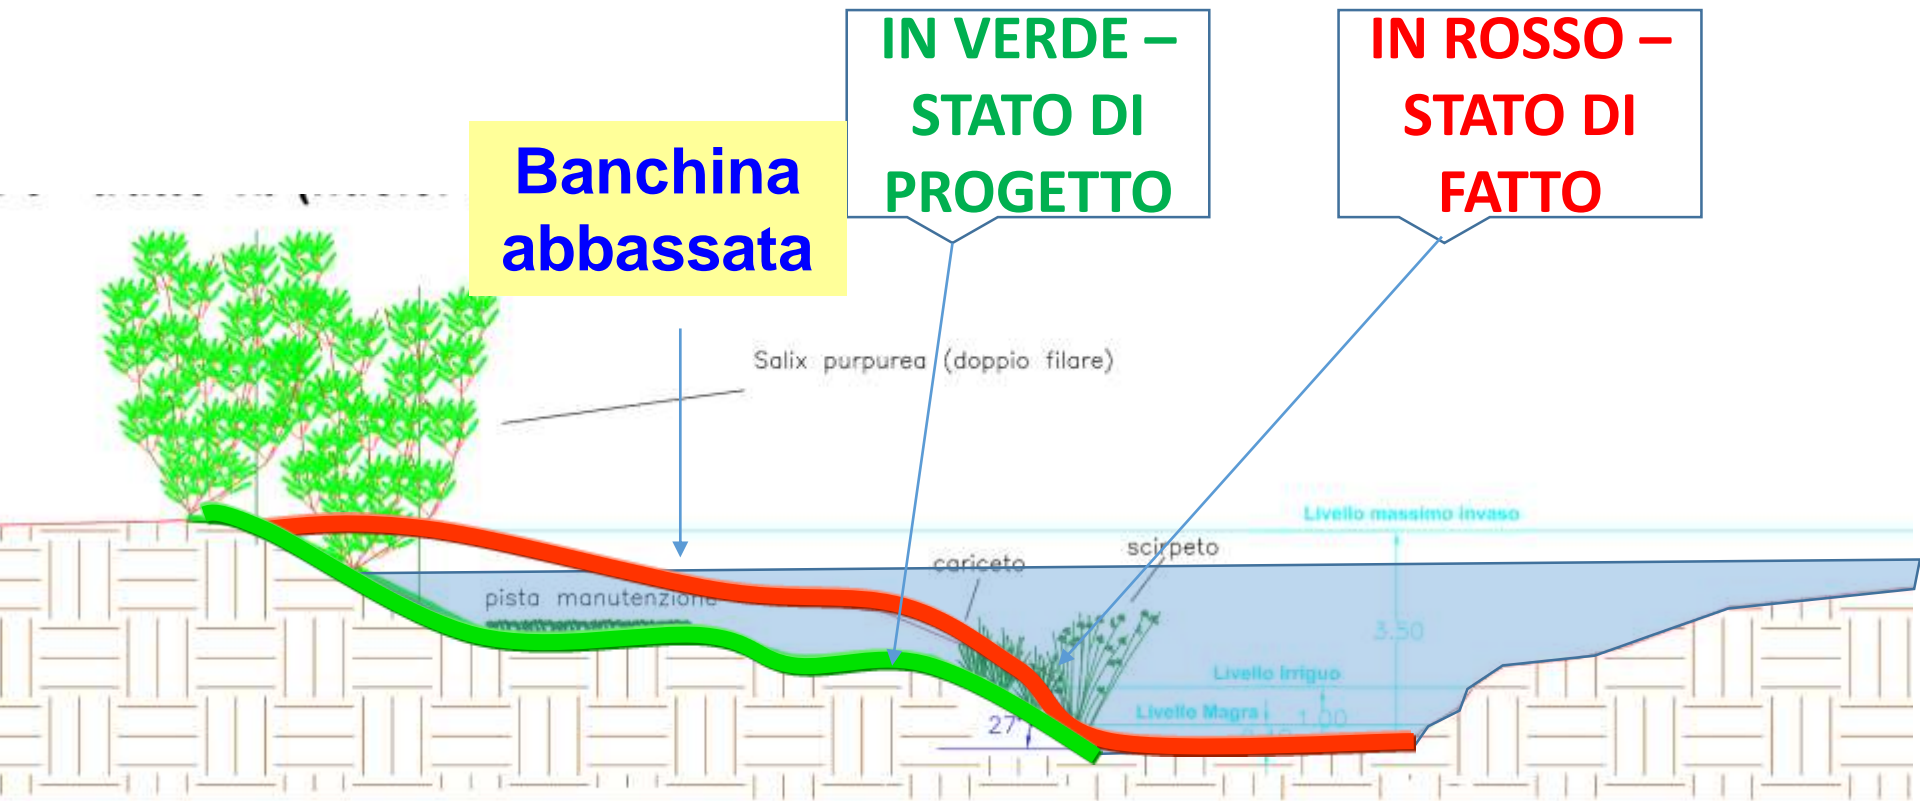 IN VERDE –
STATO DI
PROGETTO
IN ROSSO –
STATO DI
FATTO
Banchina
abbassata
Salix purpurea (doppio filare)
Livello massimo invaso
scirpeto
cariceto
pista manutenzione
3.50
Livello Irriguo
Livello Magra
1.00
27°